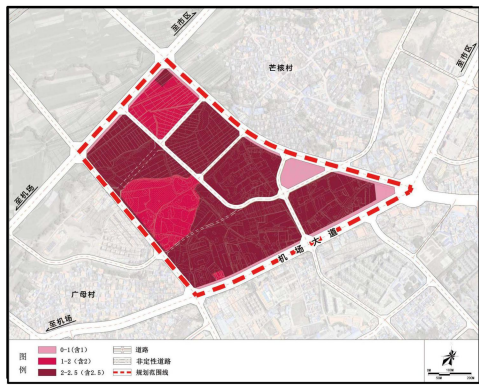 至市区
至市区
芒核村
至机场
机场大道
广母村
至机场
图例
0-1(含1)
1-2（含2）
2-2.5（含2.5）
道路
非定性道路
规划范围线